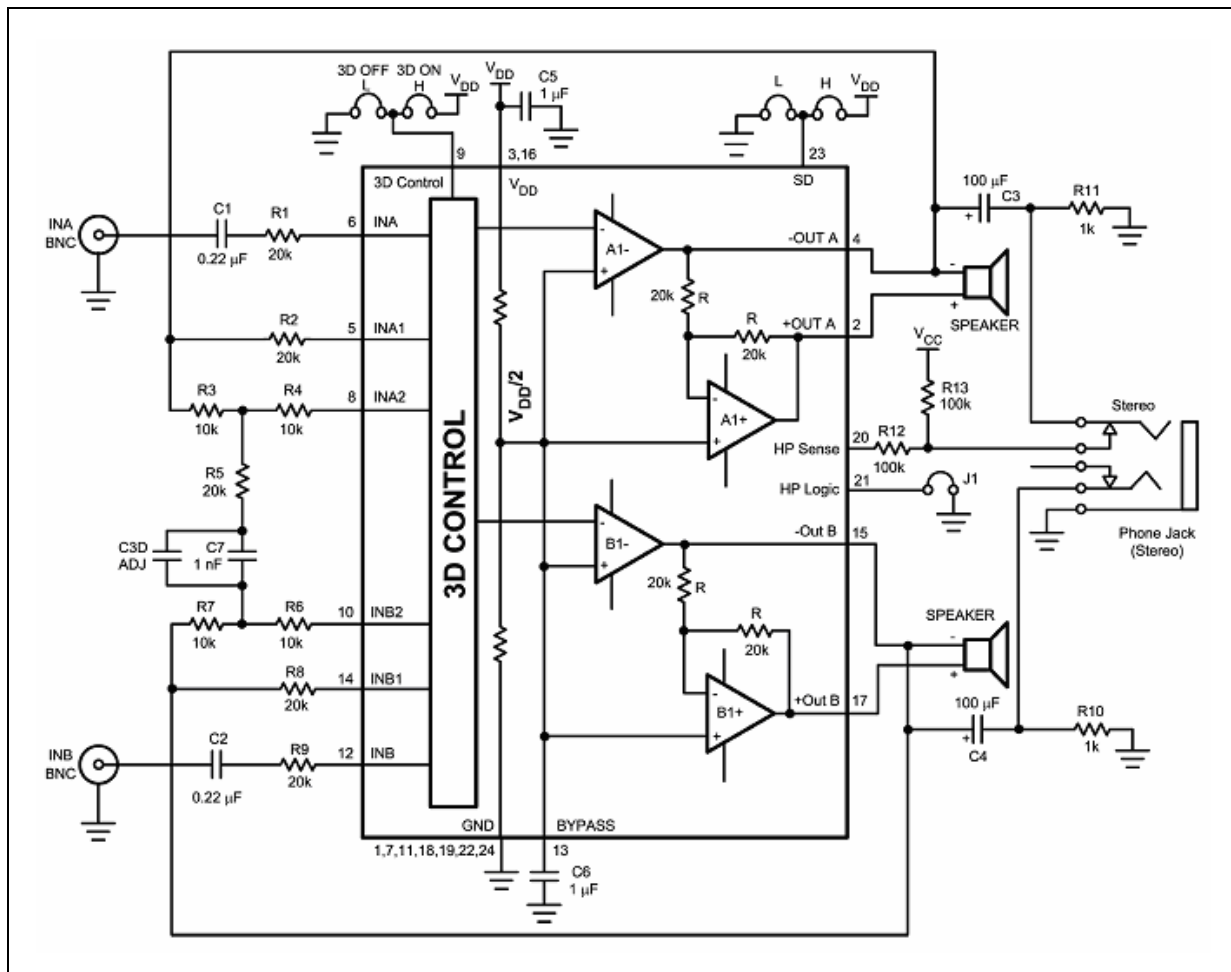 3D OFF
L
3D ON
H
VDD
VDD
C5
1 µF
L
H
VDD
9
3,16
23
3D Control
VDD
SD
INA
BNC
C1
0.22 µF
R1
20k
6
INA
A1-
-
+
-OUT A
4
100 µF
+
C3
R11
1k
20k
R
R
20k
+OUT A
2
-
+
SPEAKER
R2
20k
5
INA1
R3
10k
R4
10k
8
INA2
VDD/2
A1+
-
+
VCC
R13
100k
Stereo
HP Sense
20
R12
100k
R5
20k
HP Logic
21
J1
3D CONTROL
C3D
ADJ
C7
1 nF
B1-
-
+
-Out B
15
Phone Jack
(Stereo)
20k
R
R
20k
R7
10k
R6
10k
10
INB2
SPEAKER
-
+
R8
20k
14
INB1
B1+
-
+
+Out B
17
100 µF
+
C4
R10
1k
INB
BNC
C2
0.22 µF
R9
20k
12
INB
GND
BYPASS
1,7,11,18,19,22,24
13
C6
1 µF